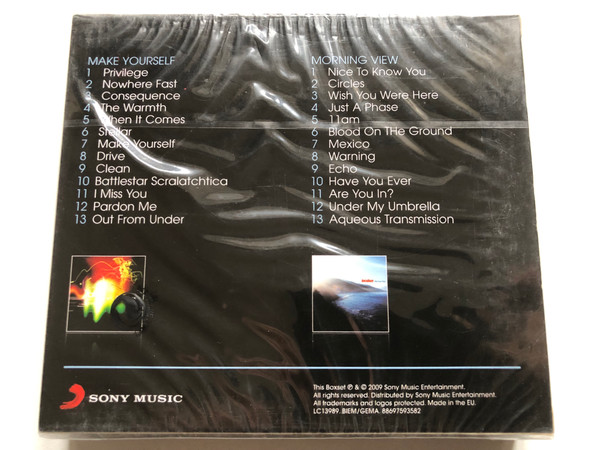 MAKE YOURSELF
1 Privilege
2 Nowhere Fast
3 Consequence
4 The Warmth
5 When It Comes
6 Stellar
7 Make Yourself
8 Drive
9 Clean
10 Battlestar Scralatchtica
11 I Miss You
12 Pardon Me
13 Out From Under
MORNING VIEW
1 Nice To Know You
2 Circles
3 Wish You Were Here
4 Just A Phase
5 11am
6 Blood On The Ground
7 Mexico
8 Warning
9 Echo
10 Have You Ever
11 Are You In?
12 Under My Umbrella
13 Aqueous Transmission
SONY MUSIC
This Boxset ℗ & © 2009 Sony Music Entertainment.
All rights reserved. Distributed by Sony Music Entertainment.
All trademarks and logos protected. Made in the EU.
LC13989. BIEM/GEMA. 88697593582